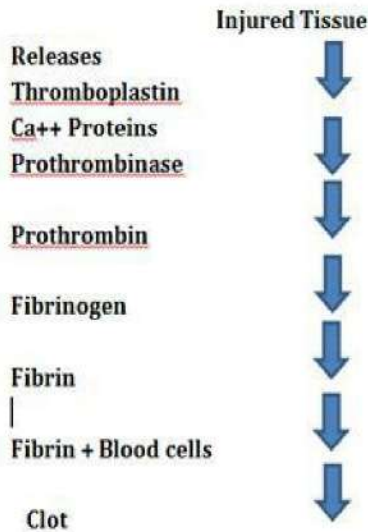 Injured Tissue
Releases
Thromboplastin
Ca++ Proteins
Prothrombinase
Prothrombin
Fibrinogen
Fibrin
Fibrin + Blood cells
Clot